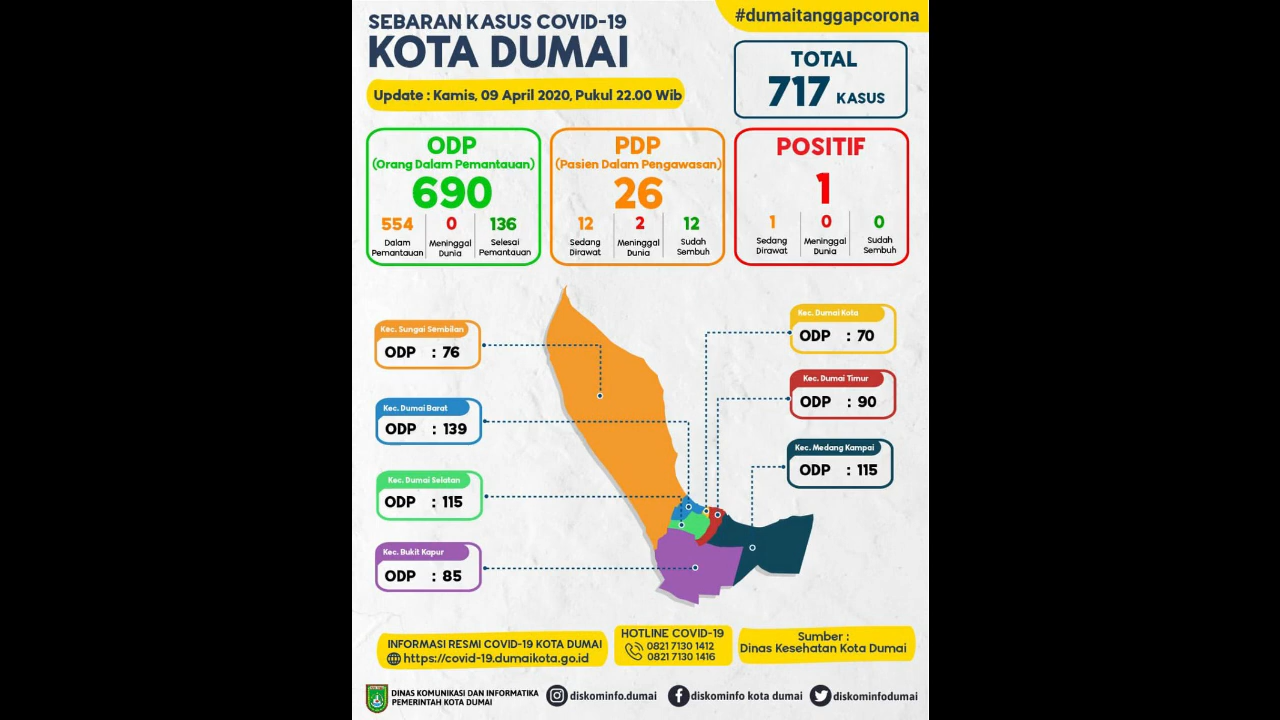 #dumaitanggapcorona
SEBARAN KASUS COVID-19
KOTA DUMAI
Update : Kamis, 09 April 2020, Pukul 22.00 Wib
TOTAL
717 KASUS
ODP
(Orang Dalam Pemantauan)
690
554
Dalam
Pemantauan
0
Meninggal
Dunia
136
Selesai
Pemantauan
PDP
(Pasien Dalam Pengawasan)
26
12
Sedang
Dirawat
2
Meninggal
Dunia
12
Sudah
Sembuh
POSITIF
1
1
Sedang
Dirawat
0
Meninggal
Dunia
0
Sudah
Sembuh
Kec. Sungai Sembilan
ODP : 76
Kec. Dumai Barat
ODP : 139
Kec. Dumai Selatan
ODP : 115
Kec. Bukit Kapur
ODP : 85
Kec. Dumai Kota
ODP : 70
Kec. Dumai Timur
ODP : 90
Kec. Medang Kampai
ODP : 115
INFORMASI RESMI COVID-19 KOTA DUMAI
https://covid-19.dumaikota.go.id
HOTLINE COVID-19
0821 7130 1412
0821 7130 1416
Sumber :
Dinas Kesehatan Kota Dumai
DINAS KOMUNIKASI DAN INFORMATIKA
PEMERINTAH KOTA DUMAI
diskominfo.dumai
diskominfo kota dumai
diskominfodumai